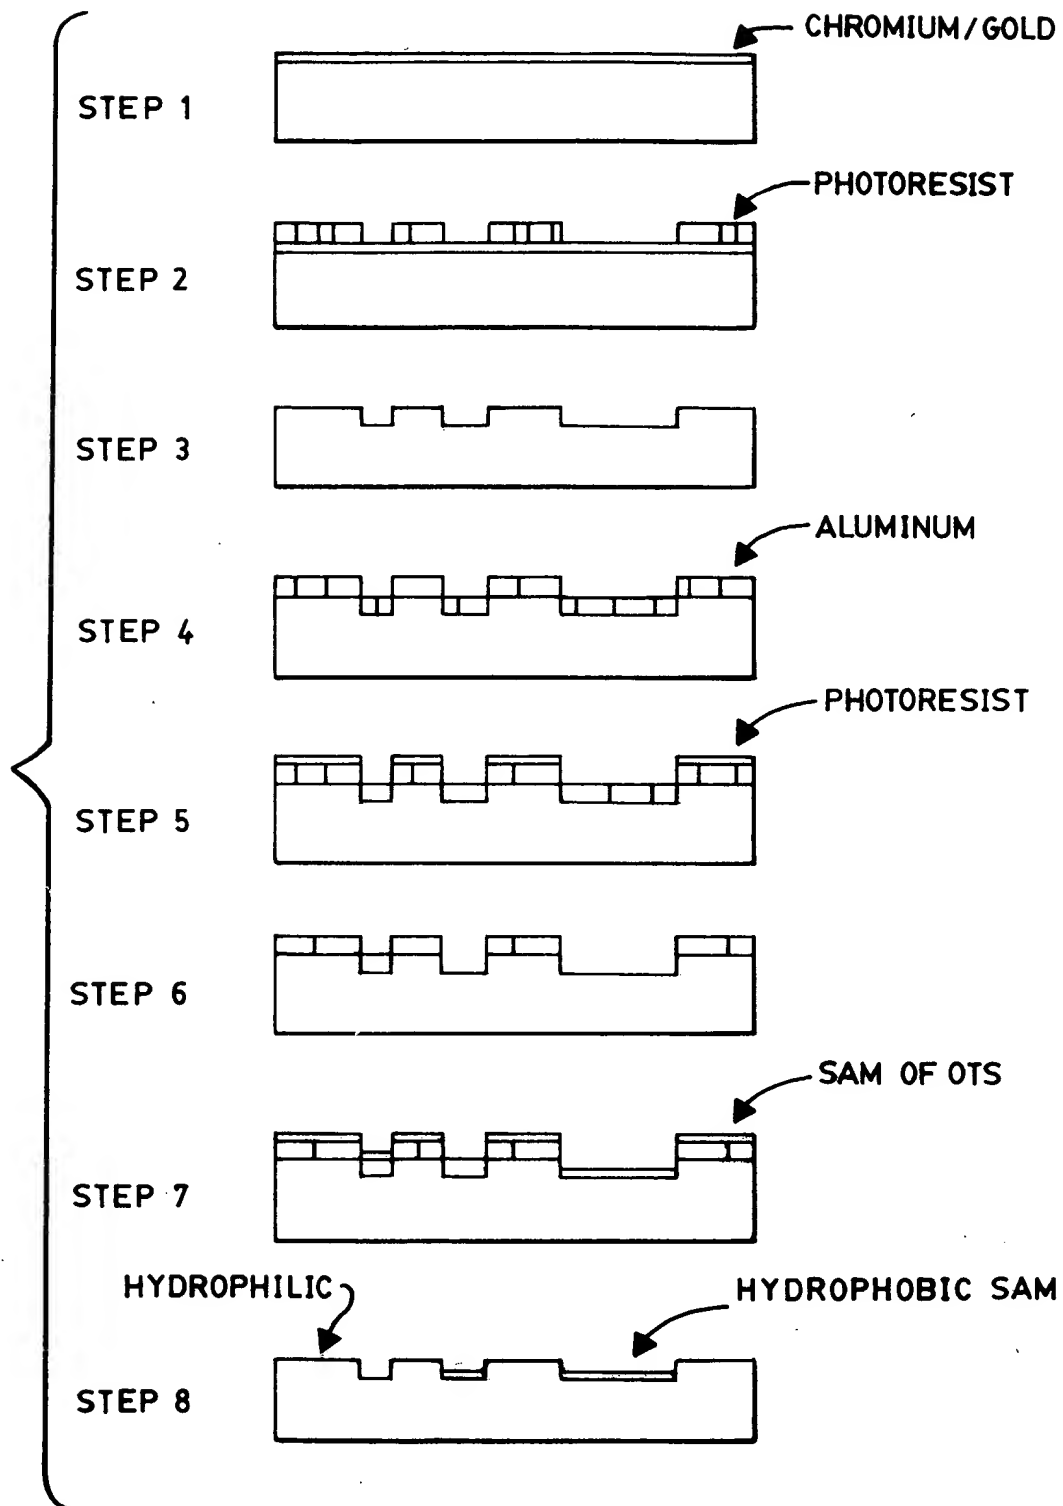 CHROMIUM/GOLD
STEP 1
PHOTORESIST
STEP 2
STEP 3
ALUMINUM
STEP 4
PHOTORESIST
STEP 5
STEP 6
SAM OF OTS
STEP 7
HYDROPHILIC
HYDROPHOBIC SAM
STEP 8